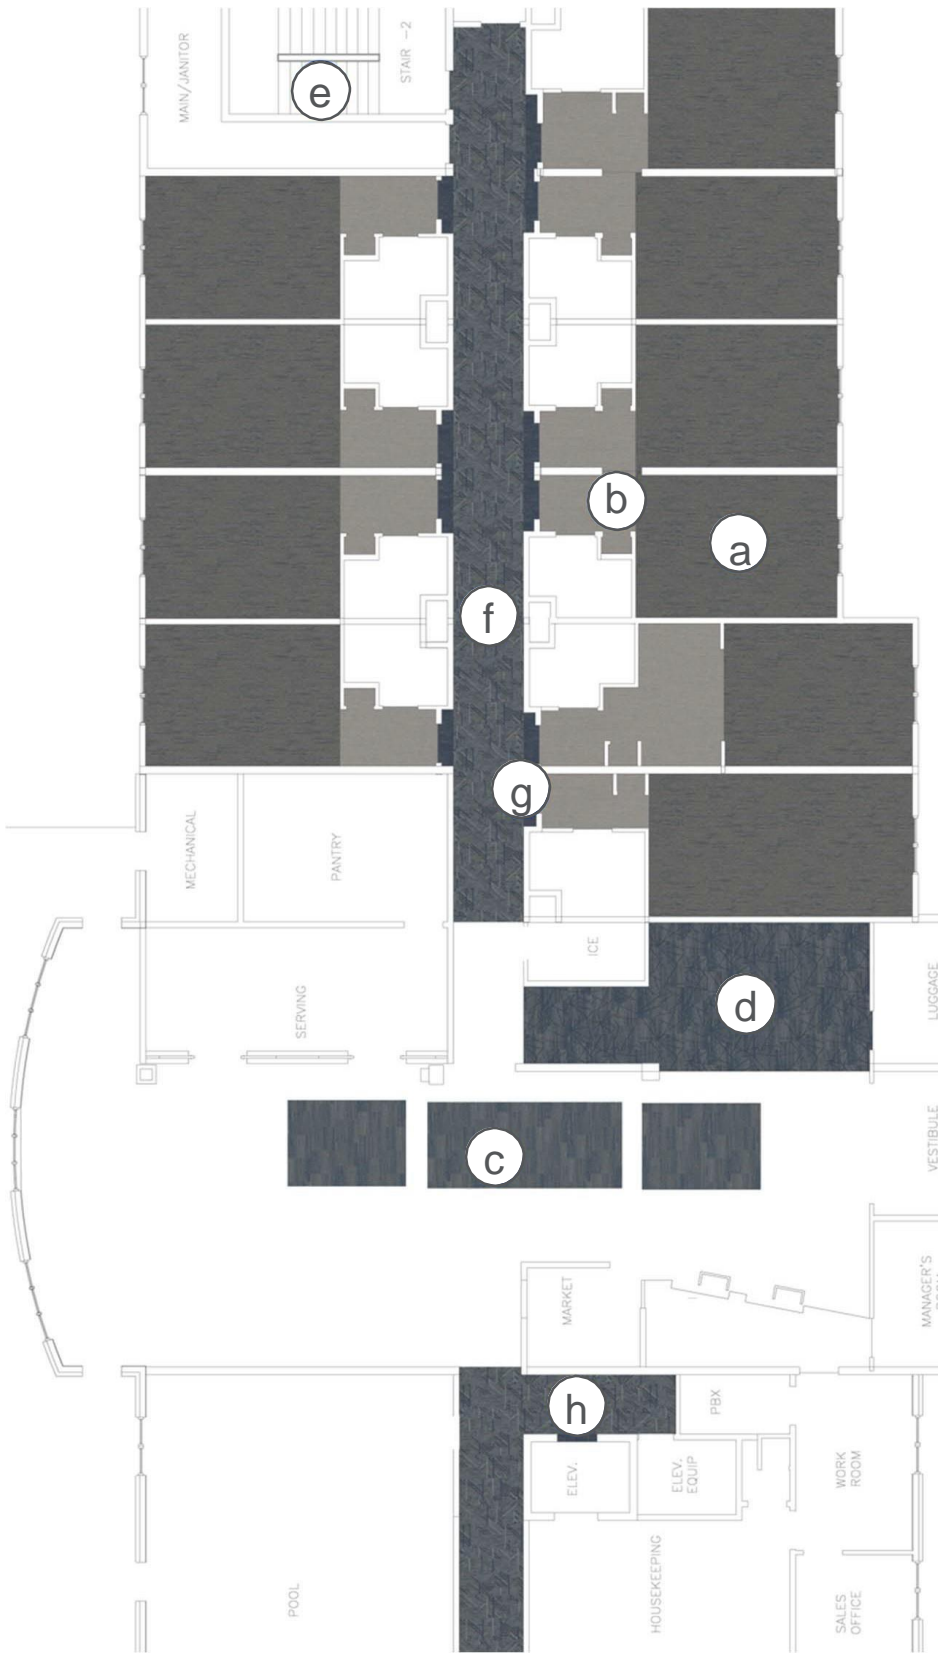 MAIN/JANITOR
STAIR -2
e
b
a
f
g
MECHANICAL
PANTRY
ICE
SERVING
d
LUGGAGE
c
VESTIBULE
MARKET
MANAGER'S
h
PBX
ELEV.
ELEV.
EQUIP
WORK
ROOM
POOL
HOUSEKEEPING
SALES
OFFICE